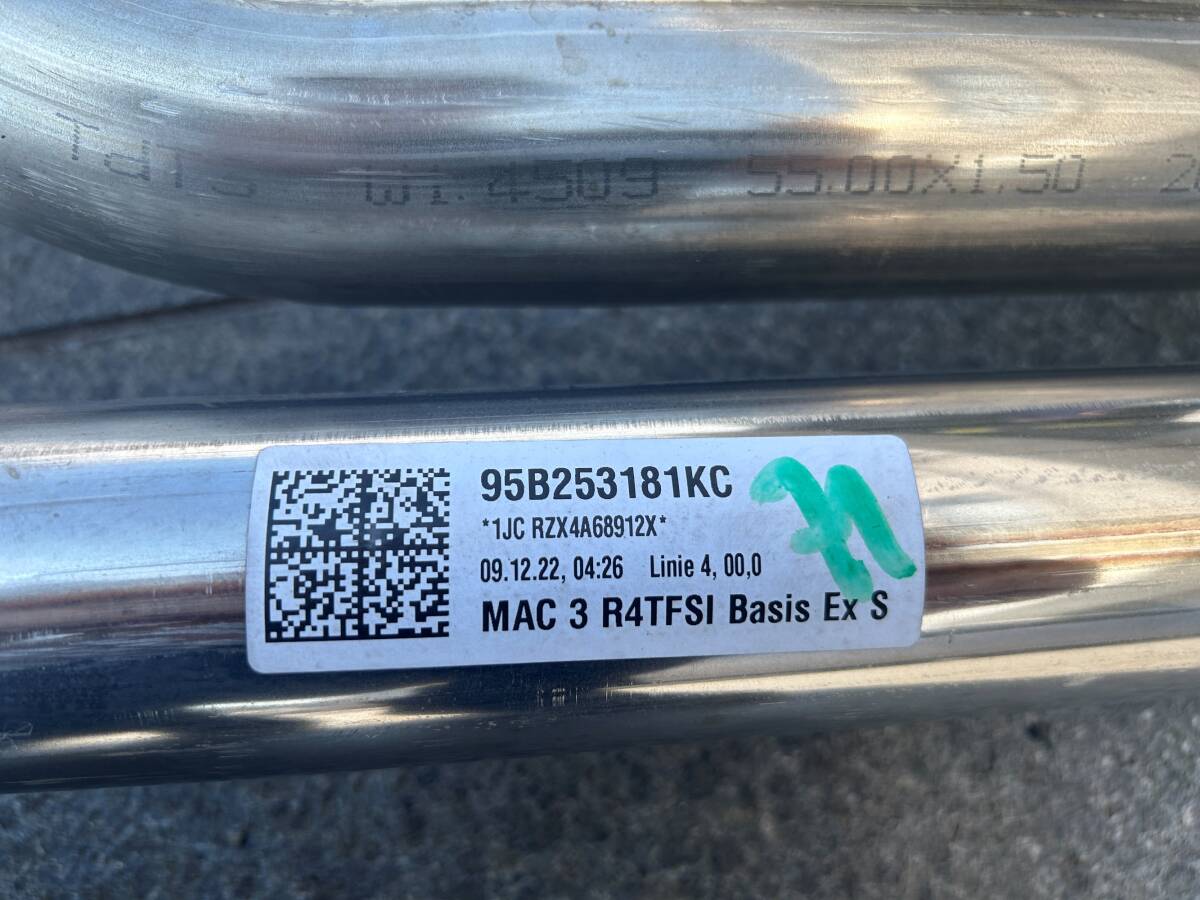 W1.4509 55.00X1.50
95B253181KC
*1JC RZX4A68912X*
09.12.22, 04:26 Linie 4, 00,0
MAC 3 R4TFSI Basis Ex S